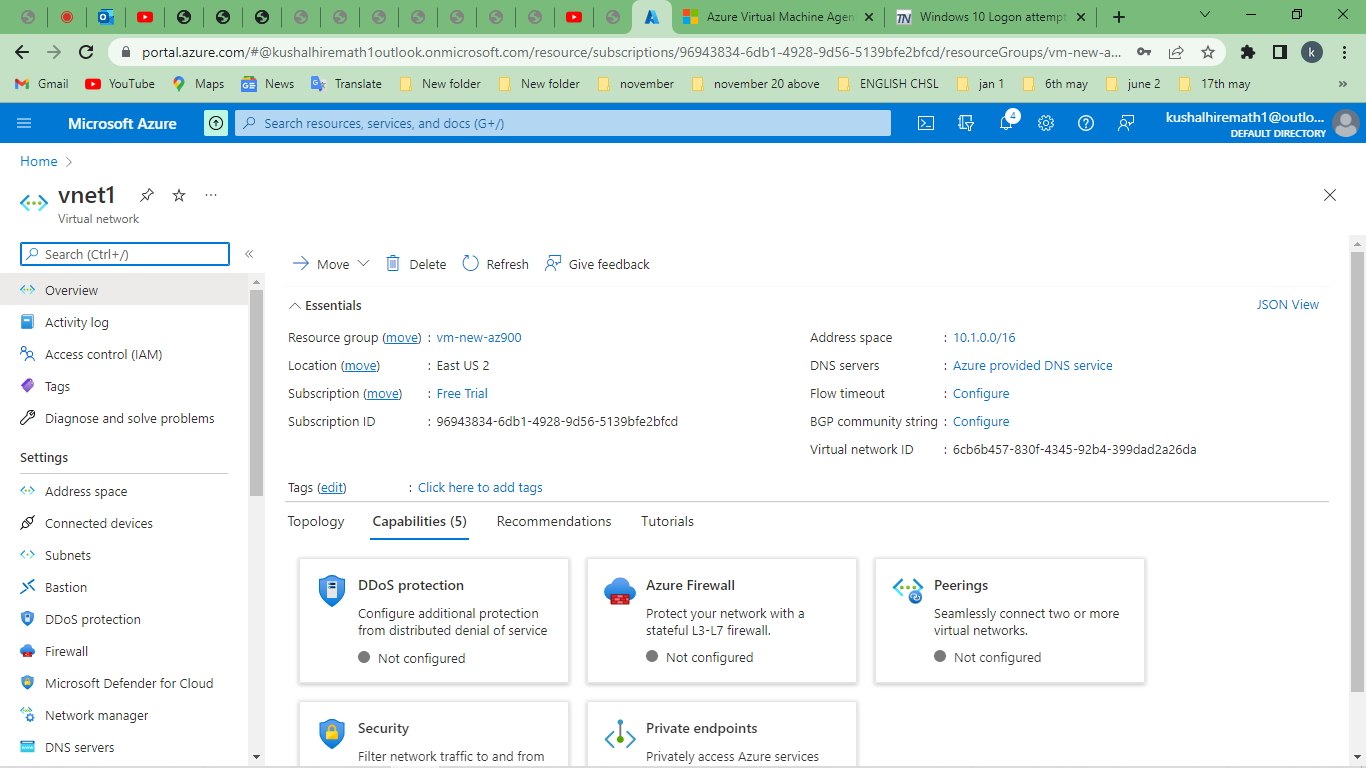 Azure Virtual Machine Agen
Windows 10 Logon attempt
portal.azure.com/#@kushalhiremath1outlook.onmicrosoft.com/resource/subscriptions/96943834-6db1-4928-9d56-5139bfe2bfcd/resourceGroups/vm-new-a...
k
Gmail YouTube Maps News Translate New folder New folder november november 20 above ENGLISH CHSL jan 1 6th may june 2 17th may »
Microsoft Azure
Search resources, services, and docs (G+/)
4
kushalhiremath1@outlo...
DEFAULT DIRECTORY
Home
vnet1
Virtual network
Search (Ctrl+/)
«
Overview
Activity log
Access control (IAM)
Tags
Diagnose and solve problems
Settings
Address space
Connected devices
Subnets
Bastion
DDoS protection
Firewall
Microsoft Defender for Cloud
Network manager
DNS servers
Move Delete Refresh Give feedback
Essentials
JSON View
Resource group (move) : vm-new-az900
Location (move) : East US 2
Subscription (move) : Free Trial
Subscription ID : 96943834-6db1-4928-9d56-5139bfe2bfcd
Address space : 10.1.0.0/16
DNS servers : Azure provided DNS service
Flow timeout : Configure
BGP community string : Configure
Virtual network ID : 6cb6b457-830f-4345-92b4-399dad2a26da
Tags (edit) : Click here to add tags
Topology Capabilities (5) Recommendations Tutorials
DDoS protection
Configure additional protection
from distributed denial of service
Not configured
Azure Firewall
Protect your network with a
stateful L3-L7 firewall.
Not configured
Peerings
Seamlessly connect two or more
virtual networks.
Not configured
Security
Filter network traffic to and from
Private endpoints
Privately access Azure services